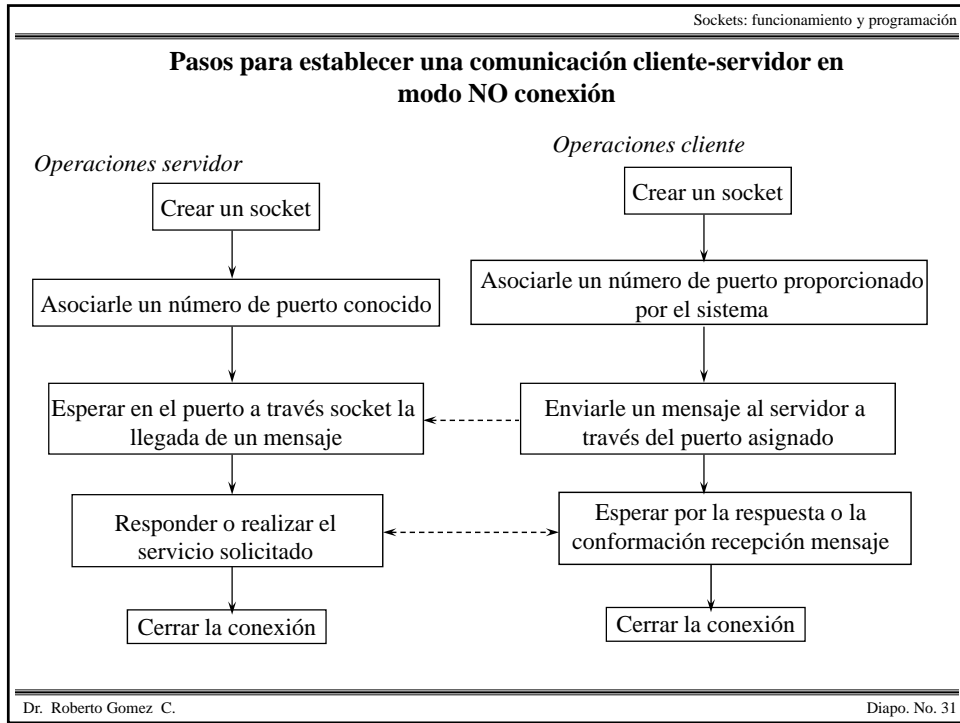 Sockets: funcionamiento y programación
Pasos para establecer una comunicación cliente-servidor en
modo NO conexión
Operaciones servidor
Crear un socket
Asociarle un número de puerto conocido
Esperar en el puerto a través socket la
llegada de un mensaje
Responder o realizar el
servicio solicitado
Cerrar la conexión
Operaciones cliente
Crear un socket
Asociarle un número de puerto proporcionado
por el sistema
Enviarle un mensaje al servidor a
través del puerto asignado
Esperar por la respuesta o la
conformación recepción mensaje
Cerrar la conexión
Dr. Roberto Gomez C.
Diapo. No. 31